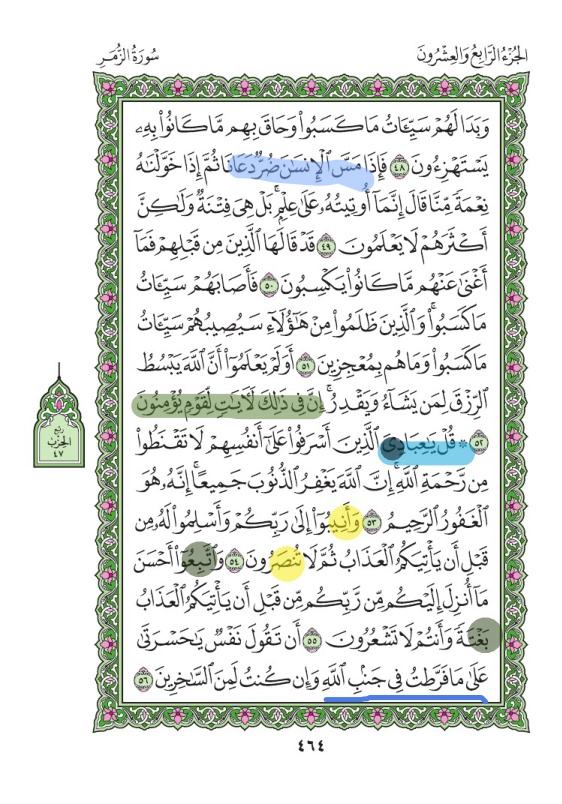 الجُزْءُ الرَّابِعُ وَالعِشْرُونَ
سُورَةُ الزُّمَرِ
وَبَدَا لَهُمْ سَيِّـَٔاتُ مَا كَسَبُوا۟ وَحَاقَ بِهِم مَّا كَانُوا۟ بِهِۦ
يَسْتَهْزِءُونَ ٤٨ فَإِذَا مَسَّ ٱلْإِنسَـٰنَ ضُرٌّ دَعَانَا ثُمَّ إِذَا خَوَّلْنَـٰهُ
نِعْمَةً مِّنَّا قَالَ إِنَّمَآ أُوتِيتُهُۥ عَلَىٰ عِلْمٍۭ ۚ بَلْ هِىَ فِتْنَةٌ وَلَـٰكِنَّ
أَكْثَرَهُمْ لَا يَعْلَمُونَ ٤٩ قَدْ قَالَهَا ٱلَّذِينَ مِن قَبْلِهِمْ فَمَآ
أَغْنَىٰ عَنْهُم مَّا كَانُوا۟ يَكْسِبُونَ ٥٠ فَأَصَابَهُمْ سَيِّـَٔاتُ
مَا كَسَبُوا۟ ۚ وَٱلَّذِينَ ظَلَمُوا۟ مِنْ هَـٰٓؤُلَآءِ سَيُصِيبُهُمْ سَيِّـَٔاتُ
مَا كَسَبُوا۟ وَمَا هُم بِمُعْجِزِينَ ٥١ أَوَلَمْ يَعْلَمُوٓا۟ أَنَّ ٱللَّهَ يَبْسُطُ
ٱلرِّزْقَ لِمَن يَشَآءُ وَيَقْدِرُ ۚ إِنَّ فِى ذَٰلِكَ لَـَٔايَـٰتٍ لِّقَوْمٍ يُؤْمِنُونَ
٥٢ ۞ قُلْ يَـٰعِبَادِىَ ٱلَّذِينَ أَسْرَفُوا۟ عَلَىٰٓ أَنفُسِهِمْ لَا تَقْنَطُوا۟
مِن رَّحْمَةِ ٱللَّهِ ۚ إِنَّ ٱللَّهَ يَغْفِرُ ٱلذُّنُوبَ جَمِيعًا ۚ إِنَّهُۥ هُوَ
ٱلْغَفُورُ ٱلرَّحِيمُ ٥٣ وَأَنِيبُوٓا۟ إِلَىٰ رَبِّكُمْ وَأَسْلِمُوا۟ لَهُۥ مِن
قَبْلِ أَن يَأْتِيَكُمُ ٱلْعَذَابُ ثُمَّ لَا تُنصَرُونَ ٥٤ وَٱتَّبِعُوٓا۟ أَحْسَنَ
مَآ أُنزِلَ إِلَيْكُم مِّن رَّبِّكُم مِّن قَبْلِ أَن يَأْتِيَكُمُ ٱلْعَذَابُ
بَغْتَةً وَأَنتُمْ لَا تَشْعُرُونَ ٥٥ أَن تَقُولَ نَفْسٌ يَـٰحَسْرَتَىٰ
عَلَىٰ مَا فَرَّطتُ فِى جَنۢبِ ٱللَّهِ وَإِن كُنتُ لَمِنَ ٱلسَّـٰخِرِينَ ٥٦
ربع
الحزب
٤٧
٤٦٤